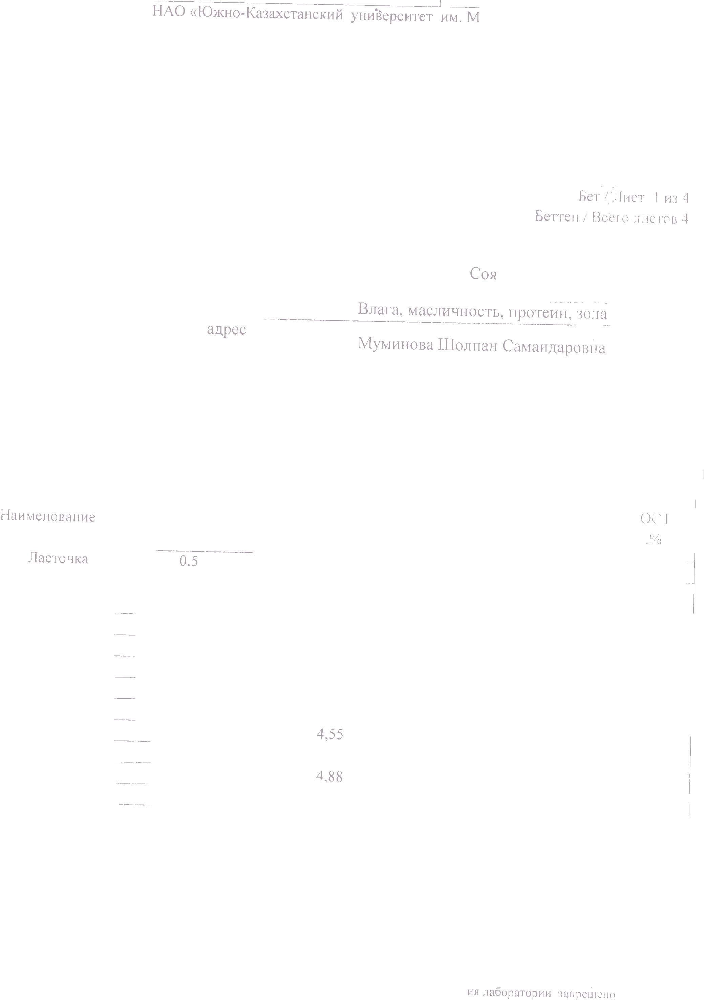 НАО «Южно-Казахстанский университет им. М
Бет / Лист 1 из 4
Беттен / Всего листов 4
Соя
Влага, масличность, протеин, зола
адрес
Муминова Шолпан Самандаровна
Наименование
%
Ласточка 0.5
4,55
4.88
ия лаборатории запрещено